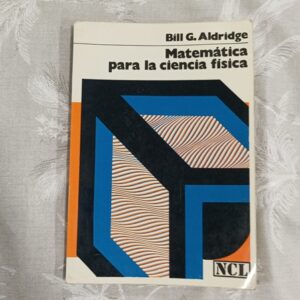 Bill G. Aldridge
Matemática
para la ciencia física
NCL